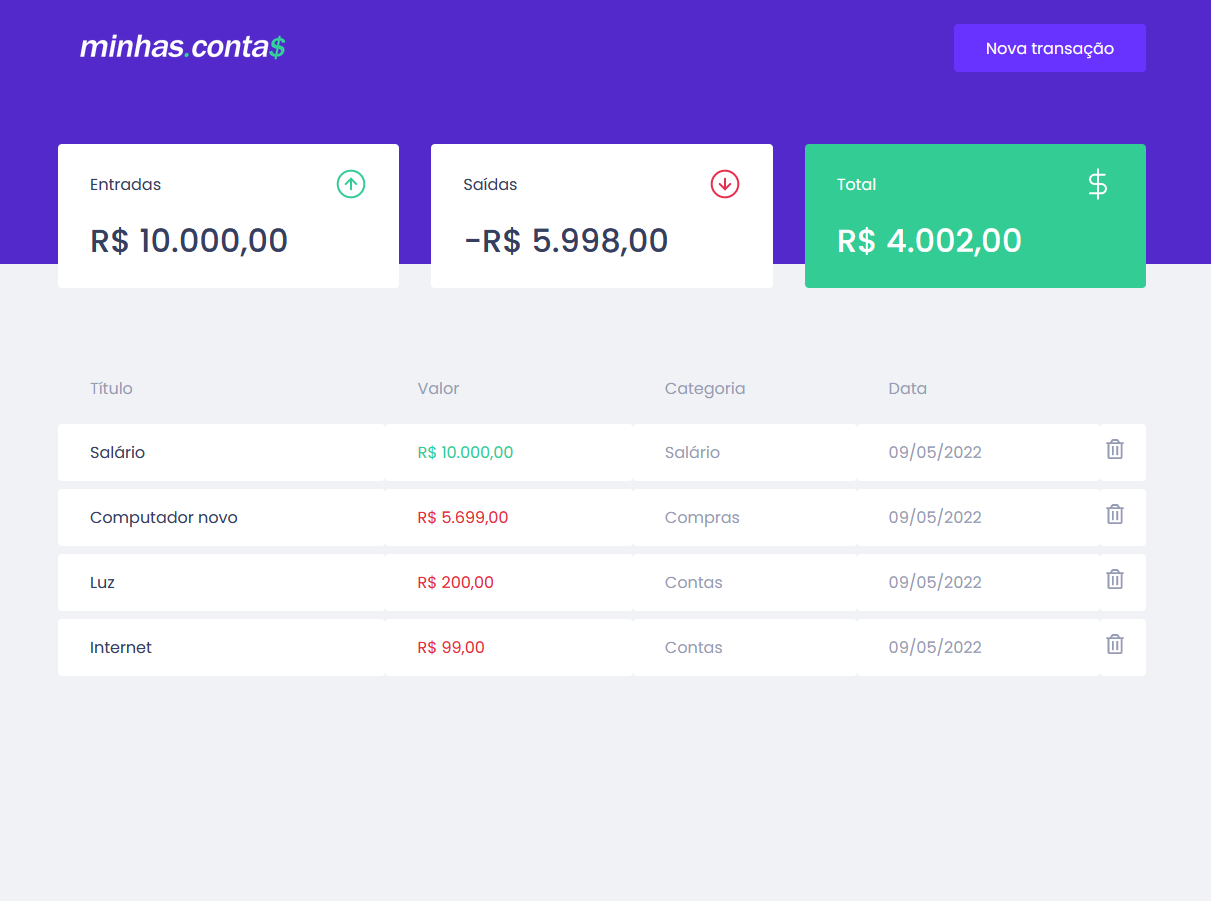 minhas.conta$
Nova transação
Entradas
R$ 10.000,00
Saídas
-R$ 5.998,00
Total
$
R$ 4.002,00
Título Valor Categoria Data
Salário R$ 10.000,00 Salário 09/05/2022
Computador novo R$ 5.699,00 Compras 09/05/2022
Luz R$ 200,00 Contas 09/05/2022
Internet R$ 99,00 Contas 09/05/2022